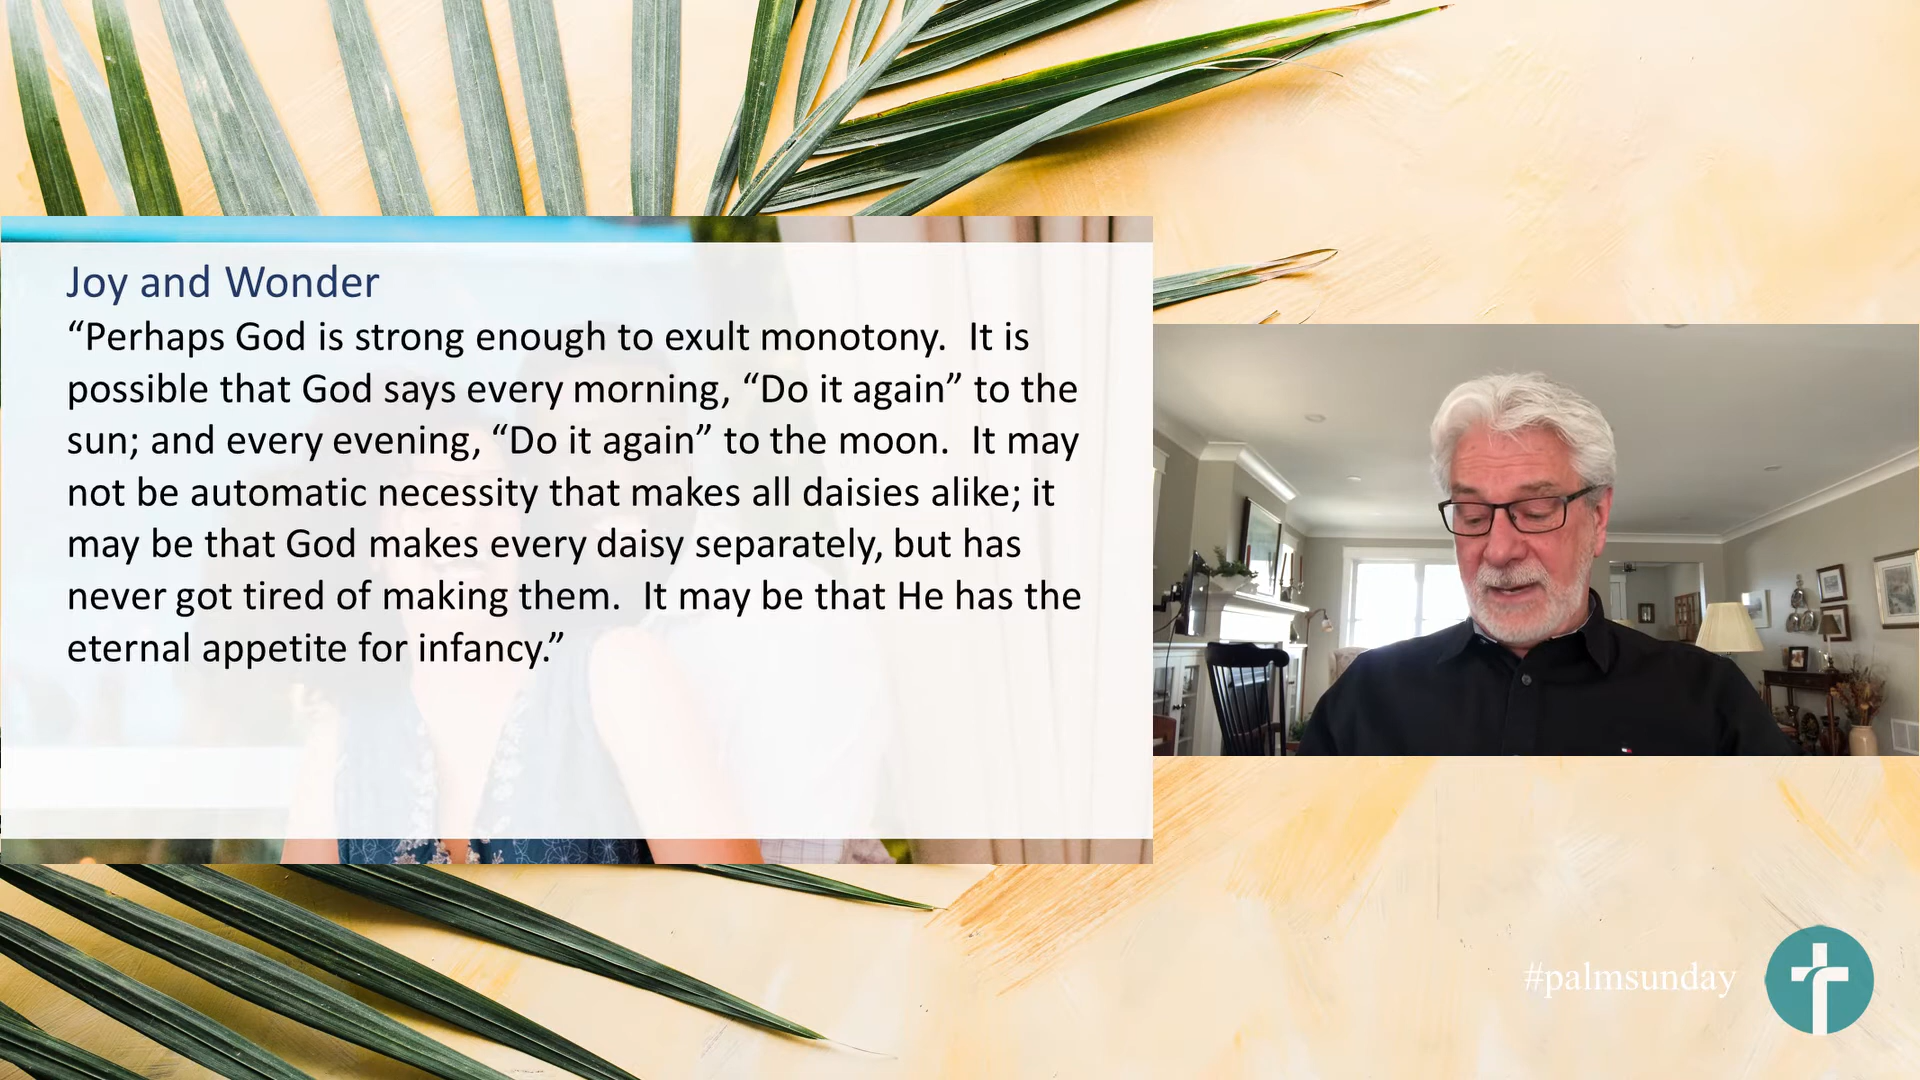 Joy and Wonder
“Perhaps God is strong enough to exult monotony.  It is
possible that God says every morning, “Do it again” to the
sun; and every evening, “Do it again” to the moon.  It may
not be automatic necessity that makes all daisies alike; it
may be that God makes every daisy separately, but has
never got tired of making them.  It may be that He has the
eternal appetite for infancy.”
#palmsunday